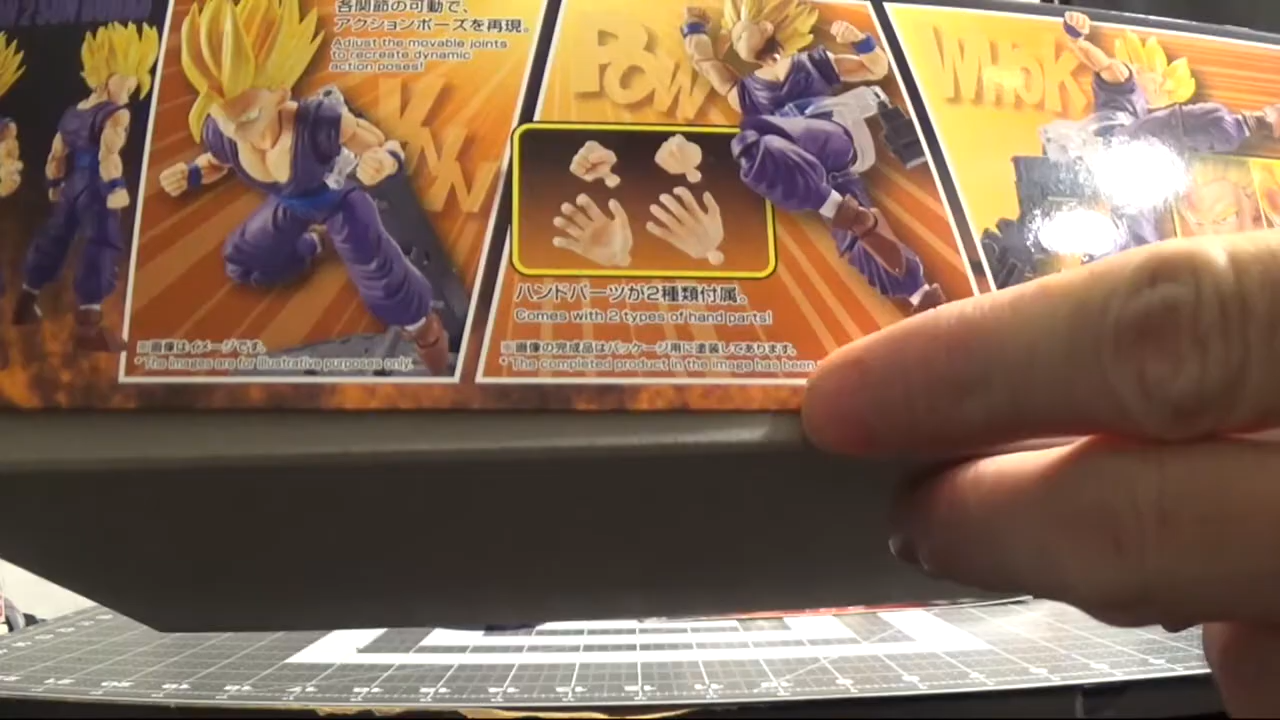 各関節の可動で、
アクションポーズを再現。
Adjust the movable joints
to recreate dynamic
action poses!
※画像はイメージです。
* The images are for illustrative purposes only.
POW
ハンドパーツが2種類付属。
Comes with 2 types of hand parts!
※画像の完成品はパッケージ用に塗装してあります。
* The completed product in the image has been
WHOK